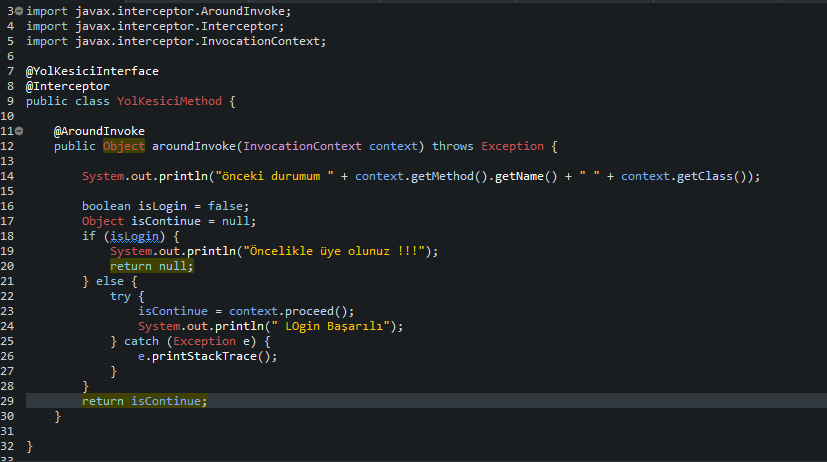 3 import javax.interceptor.AroundInvoke;
4 import javax.interceptor.Interceptor;
5 import javax.interceptor.InvocationContext;
6
7 @YolKesiciInterface
8 @Interceptor
9 public class YolKesiciMethod {
10
11 @AroundInvoke
12 public Object aroundInvoke(InvocationContext context) throws Exception {
13
14 System.out.println("önceki durumum " + context.getMethod().getName() + " " + context.getClass());
15
16 boolean isLogin = false;
17 Object isContinue = null;
18 if (isLogin) {
19 System.out.println("Öncelikle üye olunuz !!!");
20 return null;
21 } else {
22 try {
23 isContinue = context.proceed();
24 System.out.println(" LOgin Başarılı");
25 } catch (Exception e) {
26 e.printStackTrace();
27 }
28 }
29 return isContinue;
30 }
31
32 }
33